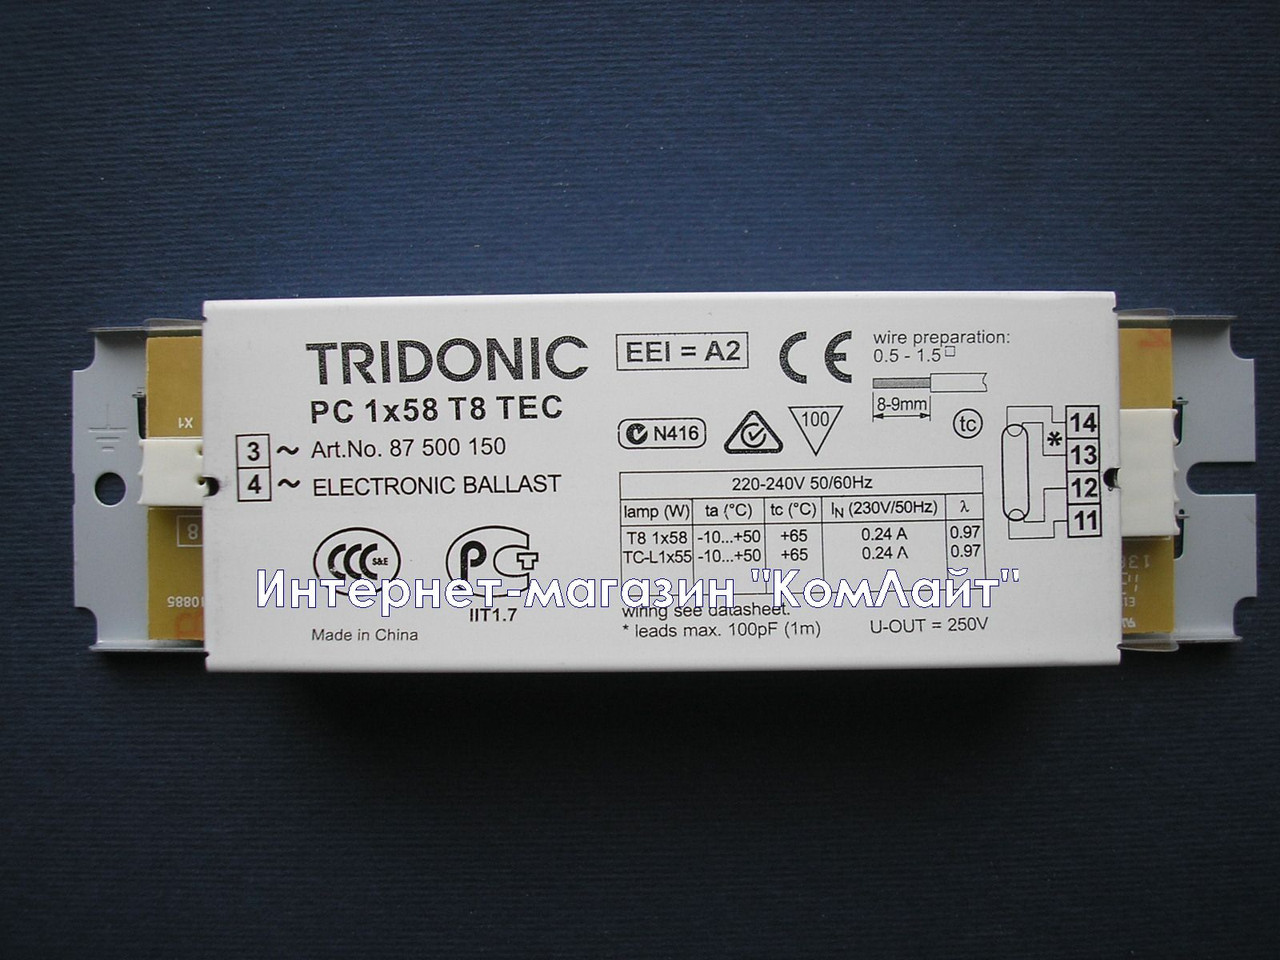 TRIDONIC
PC 1x58 T8 TEC
3 ~ Art.No. 87 500 150
4 ~ ELECTRONIC BALLAST
CCC S&E
IIT1.7
Made in China
EEI = A2
CE
N416
100
wire preparation:
0.5 - 1.5□
8-9mm
tc
14
* 13
12
11
220-240V 50/60Hz
lamp (W) ta (°C) tc (°C) IN (230V/50Hz) λ
T8 1x58 -10...+50 +65 0.24 A 0.97
TC-L1x55 -10...+50 +65 0.24 A 0.97
Интернет-магазин "КомЛайт"
wiring see datasheet.
* leads max. 100pF (1m)
U-OUT = 250V
X1
8
10885